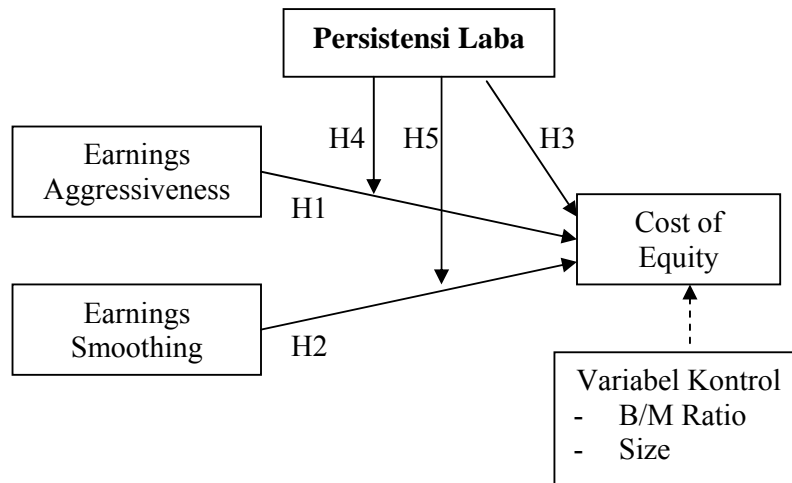 Persistensi Laba
H4
H5
H3
Earnings
Aggressiveness
H1
Cost of
Equity
Earnings
Smoothing
H2
Variabel Kontrol
- B/M Ratio
- Size